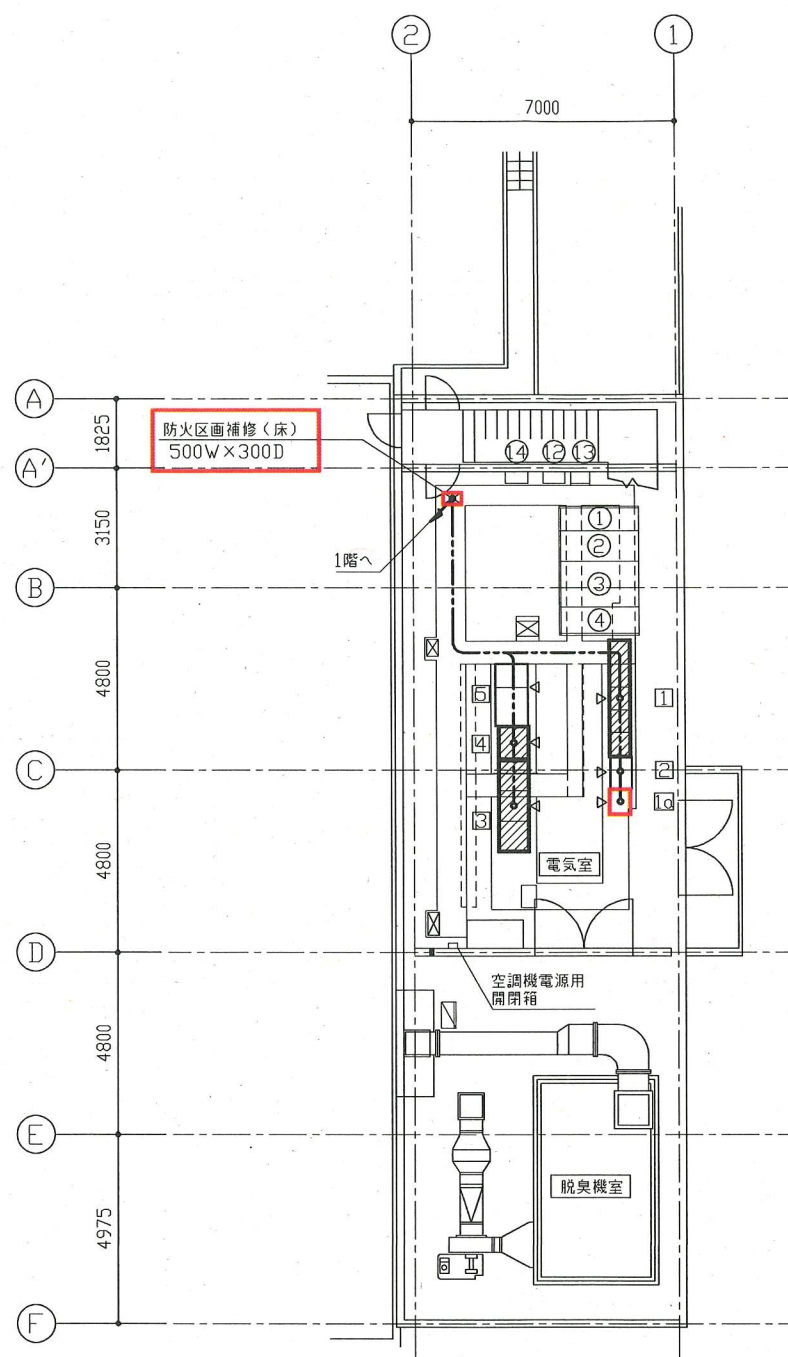 ② ①
7000
Ⓐ
1825
防火区画補修（床）
500W×300D
A'
⑭ ⑫ ⑬
3150
①
②
1階へ
③
Ⓑ
④
4800
5 1
4
Ⓒ 2
1a
3
4800
電気室
Ⓓ
空調機電源用
開閉箱
4800
Ⓔ
脱臭機室
4975
Ⓕ